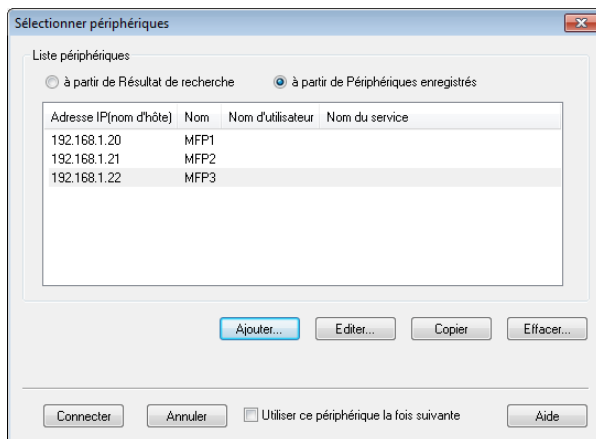 Sélectionner périphériques
Liste périphériques
à partir de Résultat de recherche à partir de Périphériques enregistrés
Adresse IP(nom d'hôte) Nom Nom d'utilisateur Nom du service
192.168.1.20 MFP1
192.168.1.21 MFP2
192.168.1.22 MFP3
Ajouter... Editer... Copier Effacer...
Connecter Annuler Utiliser ce périphérique la fois suivante Aide